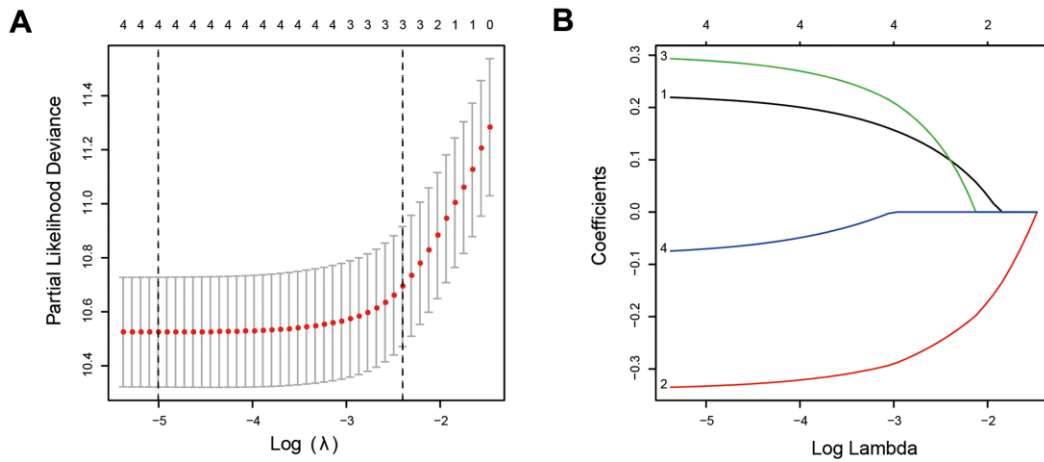 A
4 4 4 4 4 4 4 4 4 4 4 4 4 3 3 3 3 3 2 1 1 0
Partial Likelihood Deviance
11.4
11.2
11.0
10.8
10.6
10.4
−5 −4 −3 −2
Log (λ)
B
4 4 4 2
Coefficients
0.3
0.2
0.1
0.0
−0.1
−0.2
−0.3
3
1
4
2
−5 −4 −3 −2
Log Lambda